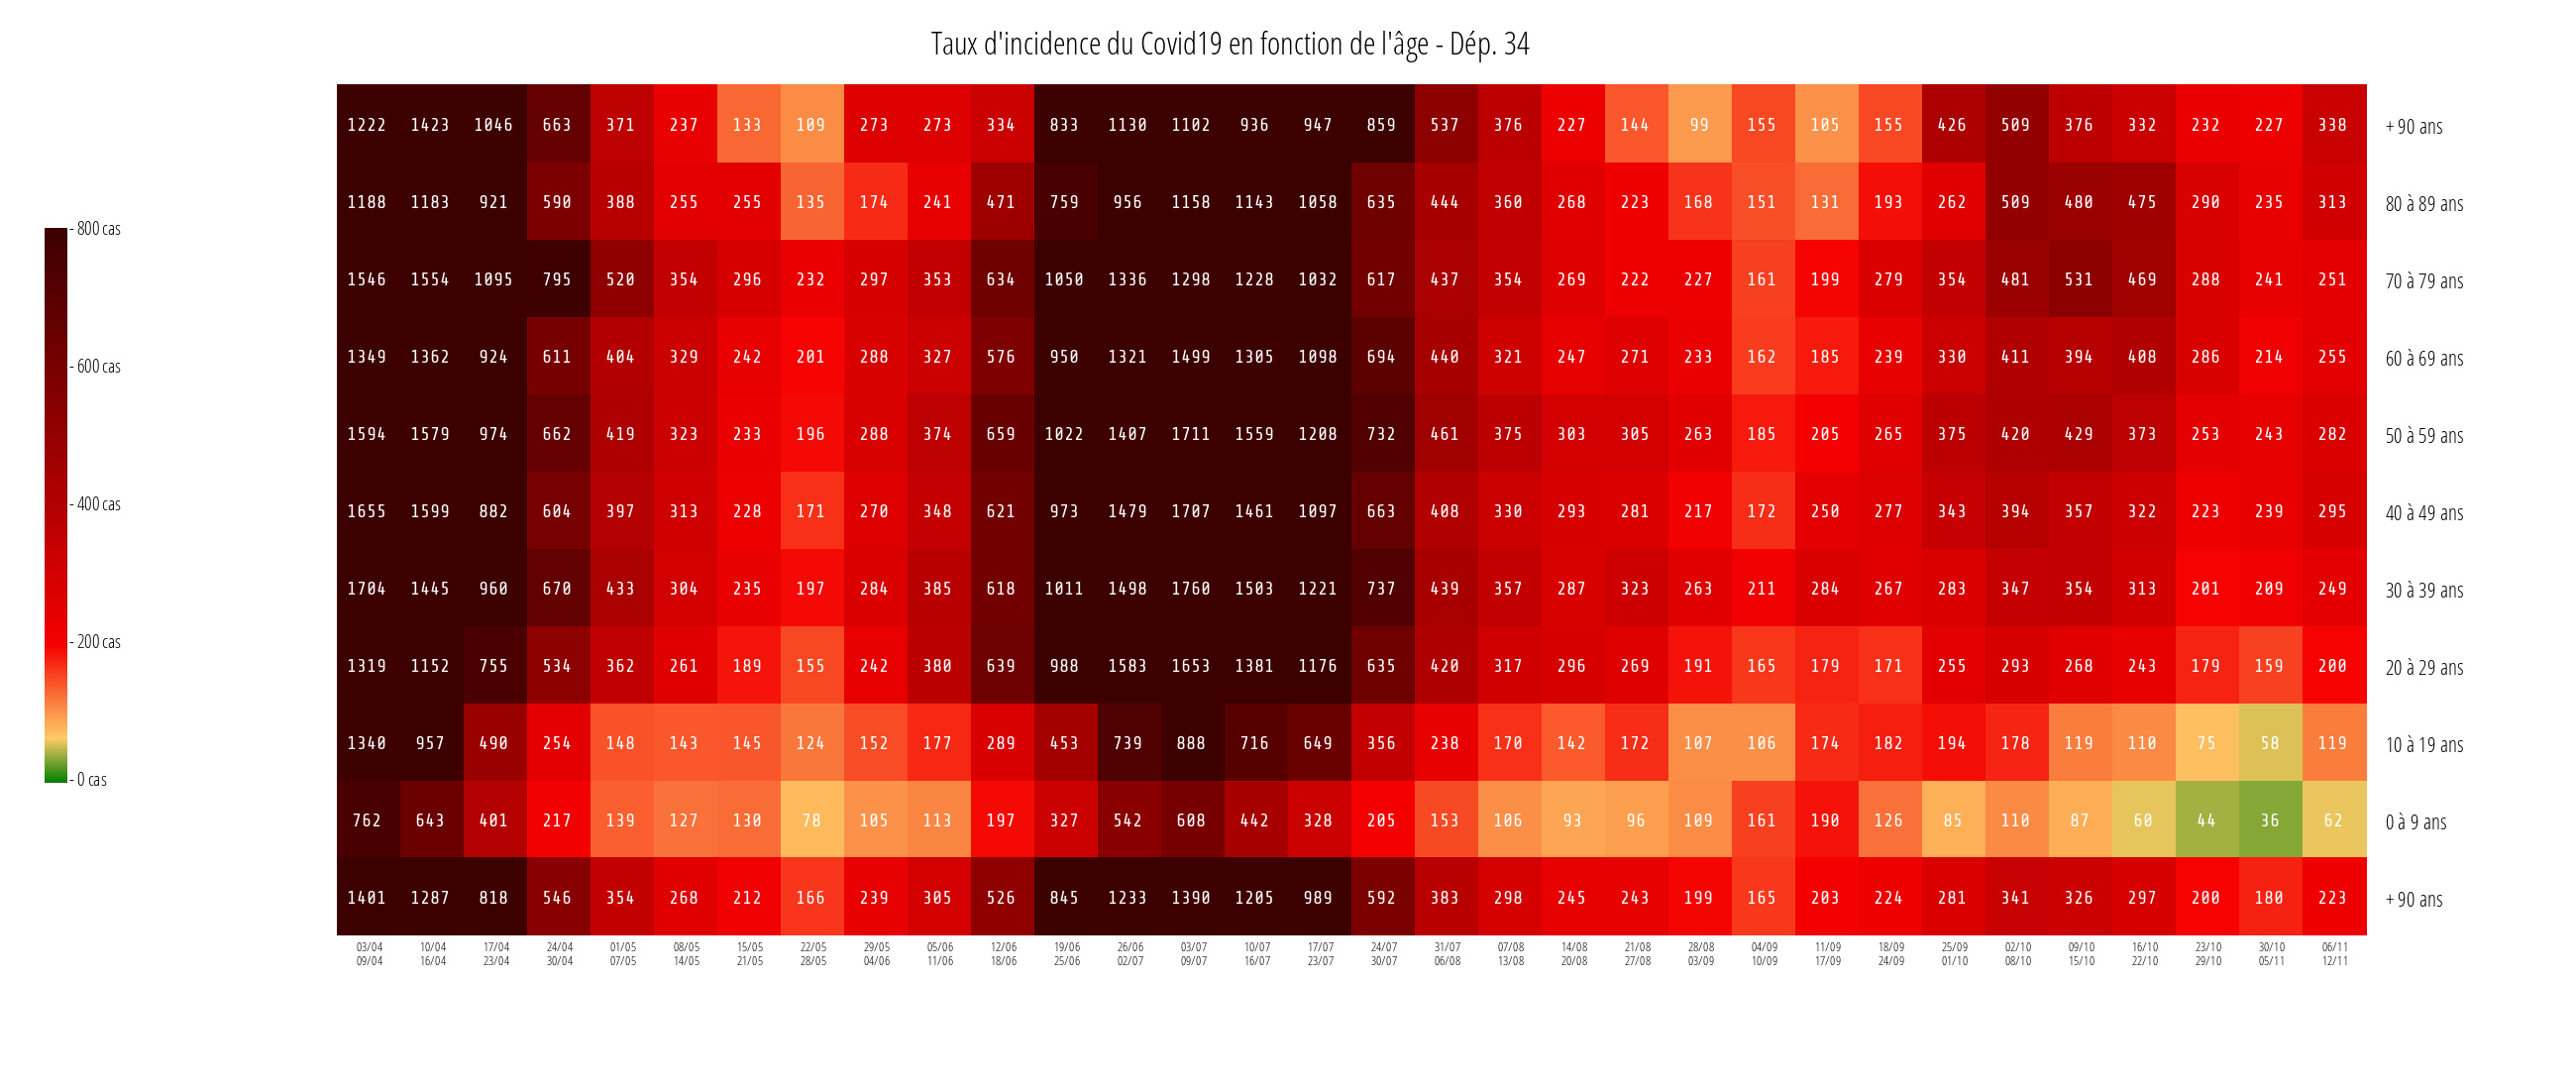 Taux d'incidence du Covid19 en fonction de l'âge - Dép. 34
- 800 cas
- 600 cas
- 400 cas
- 200 cas
- 0 cas
1222 1423 1046 663 371 237 133 109 273 273 334 833 1130 1102 936 947 859 537 376 227 144 99 155 105 155 426 509 376 332 232 227 338 + 90 ans
1188 1183 921 590 388 255 255 135 174 241 471 759 956 1158 1143 1058 635 444 360 268 223 168 151 131 193 262 509 480 475 290 235 313 80 à 89 ans
1546 1554 1095 795 520 354 296 232 297 353 634 1050 1336 1298 1228 1032 617 437 354 269 222 227 161 199 279 354 481 531 469 288 241 251 70 à 79 ans
1349 1362 924 611 404 329 242 201 288 327 576 950 1321 1499 1305 1098 694 440 321 247 271 233 162 185 239 330 411 394 408 286 214 255 60 à 69 ans
1594 1579 974 662 419 323 233 196 288 374 659 1022 1407 1711 1559 1208 732 461 375 303 305 263 185 205 265 375 420 429 373 253 243 282 50 à 59 ans
1655 1599 882 604 397 313 228 171 270 348 621 973 1479 1707 1461 1097 663 408 330 293 281 217 172 250 277 343 394 357 322 223 239 295 40 à 49 ans
1704 1445 960 670 433 304 235 197 284 385 618 1011 1498 1760 1503 1221 737 439 357 287 323 263 211 284 267 283 347 354 313 201 209 249 30 à 39 ans
1319 1152 755 534 362 261 189 155 242 380 639 988 1583 1653 1381 1176 635 420 317 296 269 191 165 179 171 255 293 268 243 179 159 200 20 à 29 ans
1340 957 490 254 148 143 145 124 152 177 289 453 739 888 716 649 356 238 170 142 172 107 106 174 182 194 178 119 110 75 58 119 10 à 19 ans
762 643 401 217 139 127 130 78 105 113 197 327 542 608 442 328 205 153 106 93 96 109 161 190 126 85 110 87 60 44 36 62 0 à 9 ans
1401 1287 818 546 354 268 212 166 239 305 526 845 1233 1390 1205 989 592 383 298 245 243 199 165 203 224 281 341 326 297 200 180 223 + 90 ans
03/04 10/04 17/04 24/04 01/05 08/05 15/05 22/05 29/05 05/06 12/06 19/06 26/06 03/07 10/07 17/07 24/07 31/07 07/08 14/08 21/08 28/08 04/09 11/09 18/09 25/09 02/10 09/10 16/10 23/10 30/10 06/11
09/04 16/04 23/04 30/04 07/05 14/05 21/05 28/05 04/06 11/06 18/06 25/06 02/07 09/07 16/07 23/07 30/07 06/08 13/08 20/08 27/08 03/09 10/09 17/09 24/09 01/10 08/10 15/10 22/10 29/10 05/11 12/11